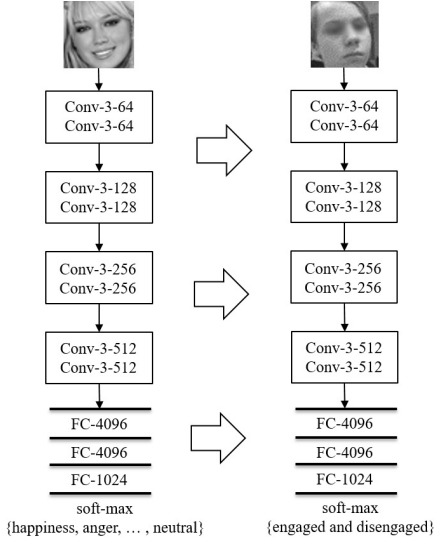 Conv-3-64
Conv-3-64
Conv-3-128
Conv-3-128
Conv-3-256
Conv-3-256
Conv-3-512
Conv-3-512
FC-4096
FC-4096
FC-1024
soft-max
{happiness, anger, … , neutral}
Conv-3-64
Conv-3-64
Conv-3-128
Conv-3-128
Conv-3-256
Conv-3-256
Conv-3-512
Conv-3-512
FC-4096
FC-4096
FC-1024
soft-max
{engaged and disengaged}